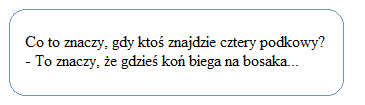 Co to znaczy, gdy ktoś znajdzie cztery podkowy?
- To znaczy, że gdzieś koń biega na bosaka...